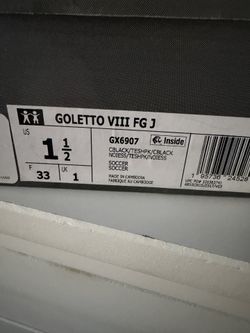 GOLETTO VIII FG J
US
1 1/2
F
33
UK
1
GX6907
Inside
CBLACK/TESHPK/CBLACK
NOIESS/TESHPK/NOIESS
SOCCER
SOCCER
MADE IN CAMBODIA
FABRIQUÉ AU CAMBODGE